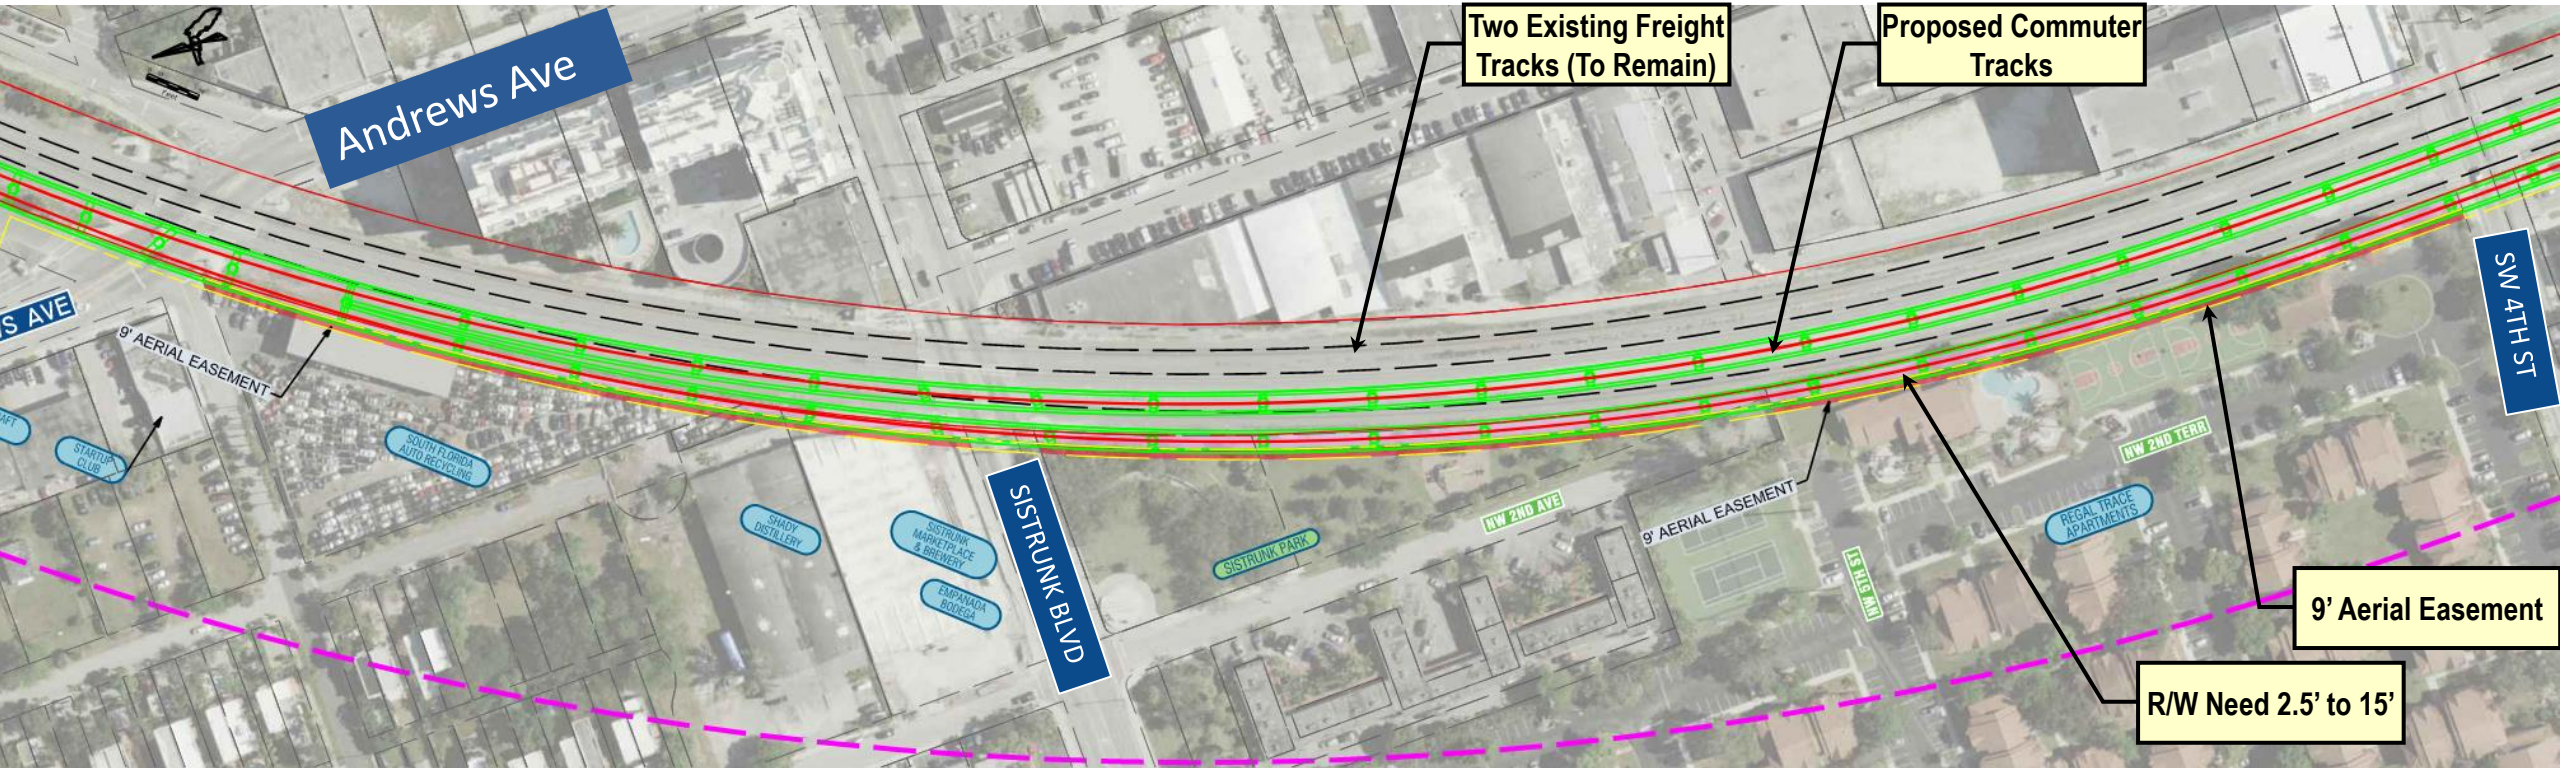 Two Existing Freight
Tracks (To Remain)
Proposed Commuter
Tracks
Andrews Ave
Feet
S AVE
9' AERIAL EASEMENT
AFT
STARTUP
CLUB
SOUTH FLORIDA
AUTO RECYCLING
SHADY
DISTILLERY
SISTRUNK
MARKETPLACE
& BREWERY
EMPANADA
BODEGA
SISTRUNK BLVD
SISTRUNK PARK
NW 2ND AVE
9' AERIAL EASEMENT
NW 5TH ST
NW 2ND TERR
REGAL TRACE
APARTMENTS
SW 4TH ST
9’ Aerial Easement
R/W Need 2.5’ to 15’